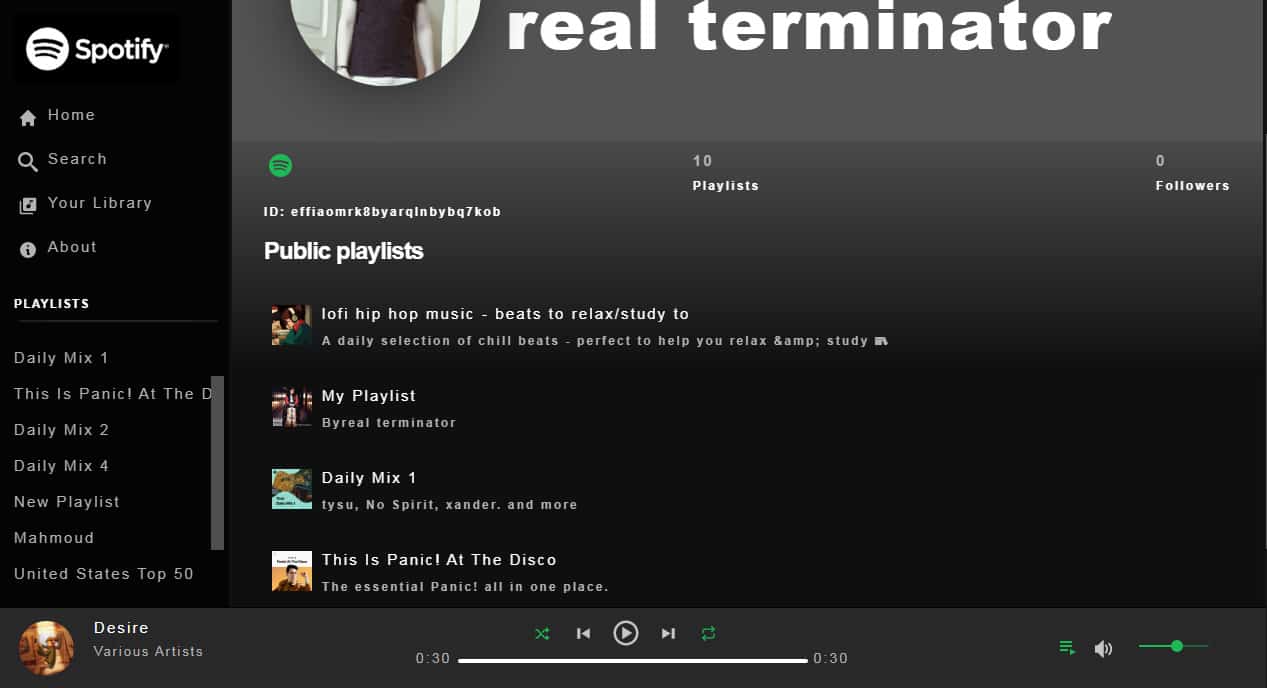 Spotify
Home
Search
Your Library
About
PLAYLISTS
Daily Mix 1
This Is Panic! At The D
Daily Mix 2
Daily Mix 4
New Playlist
Mahmoud
United States Top 50
real terminator
10
Playlists
0
Followers
ID: effiaomrk8byarqlnbybq7kob
Public playlists
lofi hip hop music - beats to relax/study to
A daily selection of chill beats - perfect to help you relax &amp; study
My Playlist
Byreal terminator
Daily Mix 1
tysu, No Spirit, xander. and more
This Is Panic! At The Disco
The essential Panic! all in one place.
Desire
Various Artists
0:30
0:30